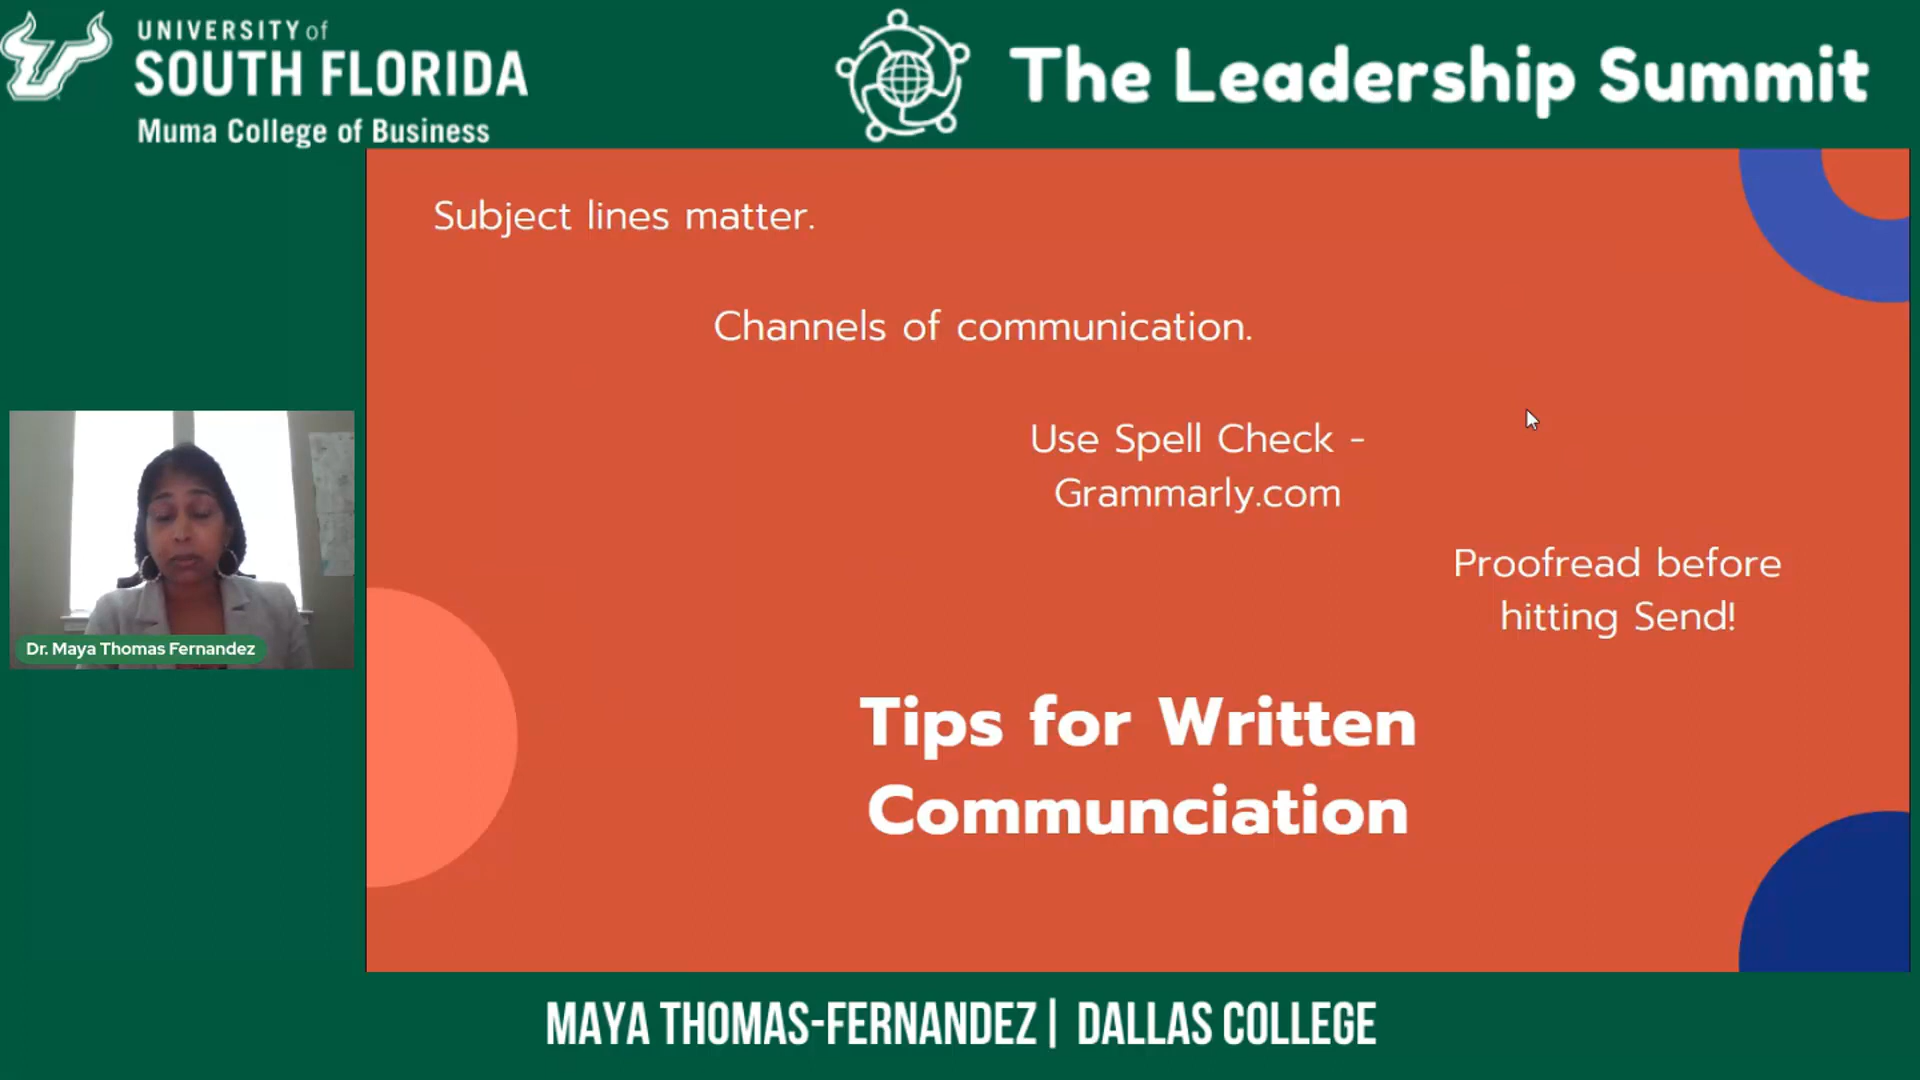 UNIVERSITY of
SOUTH FLORIDA
Muma College of Business
The Leadership Summit
Subject lines matter.
Channels of communication.
Use Spell Check -
Grammarly.com
Proofread before
hitting Send!
Tips for Written
Communciation
Dr. Maya Thomas Fernandez
MAYA THOMAS-FERNANDEZ | DALLAS COLLEGE